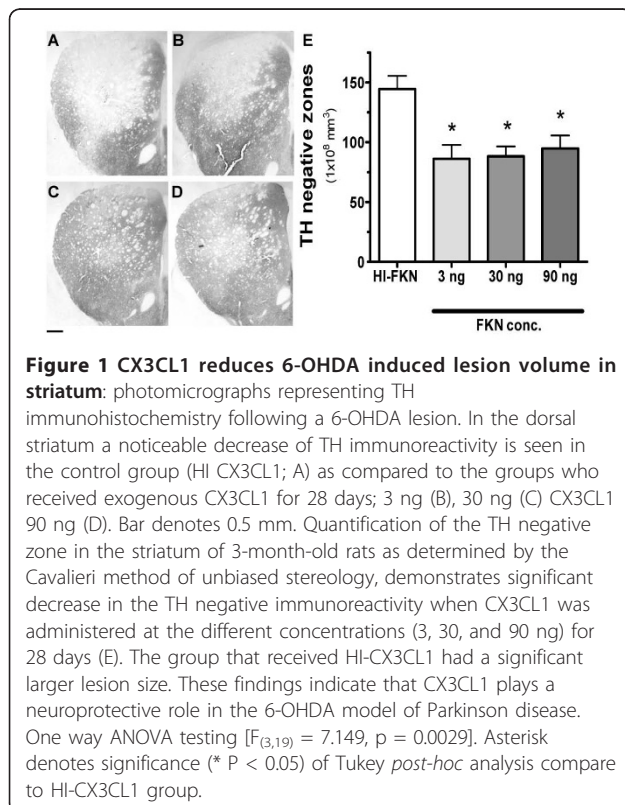 A
B
C
D
E
TH negative zones
(1x10⁸ mm³)
150
100
50
0
*
*
*
HI-FKN
3 ng
30 ng
90 ng
FKN conc.
Figure 1 CX3CL1 reduces 6-OHDA induced lesion volume in
striatum: photomicrographs representing TH
immunohistochemistry following a 6-OHDA lesion. In the dorsal
striatum a noticeable decrease of TH immunoreactivity is seen in
the control group (HI CX3CL1; A) as compared to the groups who
received exogenous CX3CL1 for 28 days; 3 ng (B), 30 ng (C) CX3CL1
90 ng (D). Bar denotes 0.5 mm. Quantification of the TH negative
zone in the striatum of 3-month-old rats as determined by the
Cavalieri method of unbiased stereology, demonstrates significant
decrease in the TH negative immunoreactivity when CX3CL1 was
administered at the different concentrations (3, 30, and 90 ng) for
28 days (E). The group that received HI-CX3CL1 had a significant
larger lesion size. These findings indicate that CX3CL1 plays a
neuroprotective role in the 6-OHDA model of Parkinson disease.
One way ANOVA testing [F(3,19) = 7.149, p = 0.0029]. Asterisk
denotes significance (* P < 0.05) of Tukey post-hoc analysis compare
to HI-CX3CL1 group.